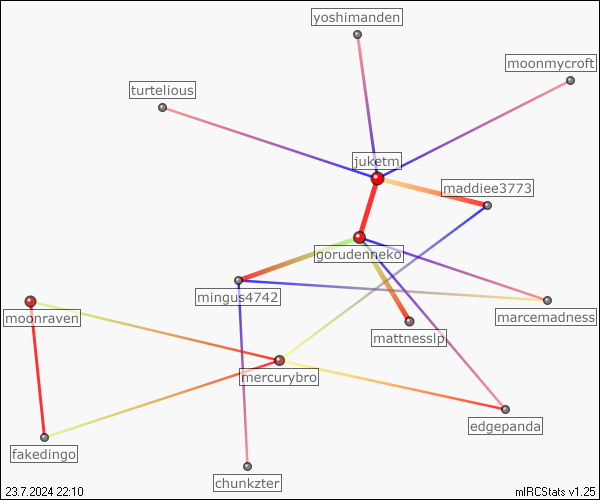 yoshimanden
moonmycroft
turtelious
juketm
maddiee3773
gorudenneko
mingus4742
moonraven
marcemadness
mattnesslp
mercurybro
edgepanda
fakedingo
chunkzter
23.7.2024 22:10
mIRCStats v1.25